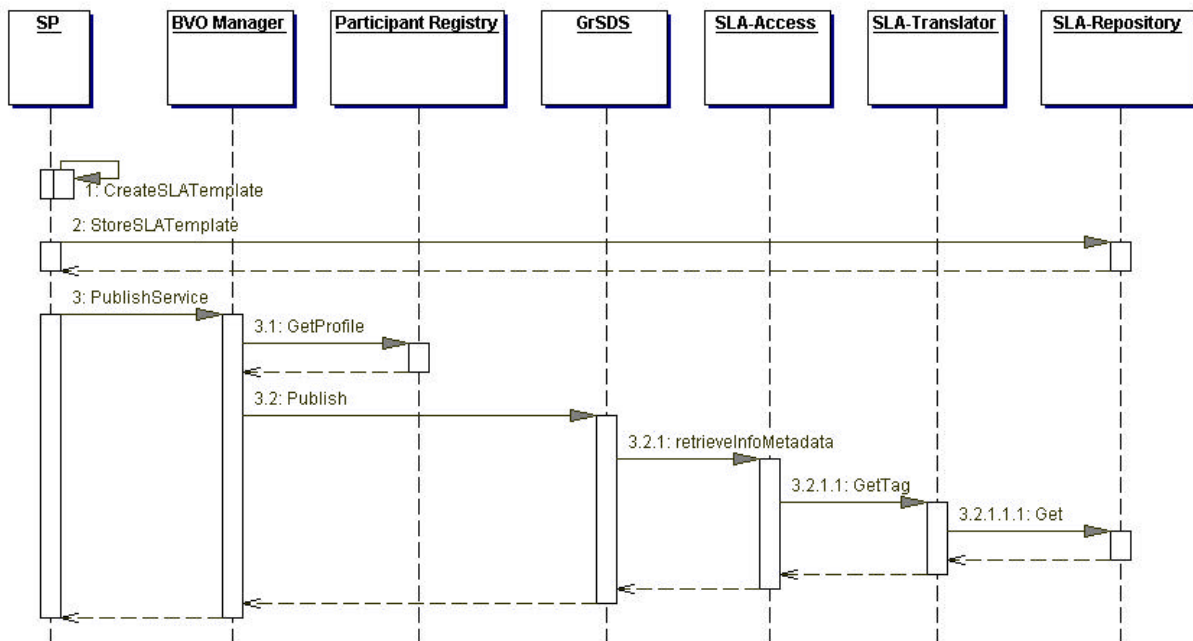 SP
BVO Manager
Participant Registry
GrSDS
SLA-Access
SLA-Translator
SLA-Repository
1: CreateSLATemplate
2: StoreSLATemplate
3: PublishService
3.1: GetProfile
3.2: Publish
3.2.1: retrieveInfoMetadata
3.2.1.1: GetTag
3.2.1.1.1: Get